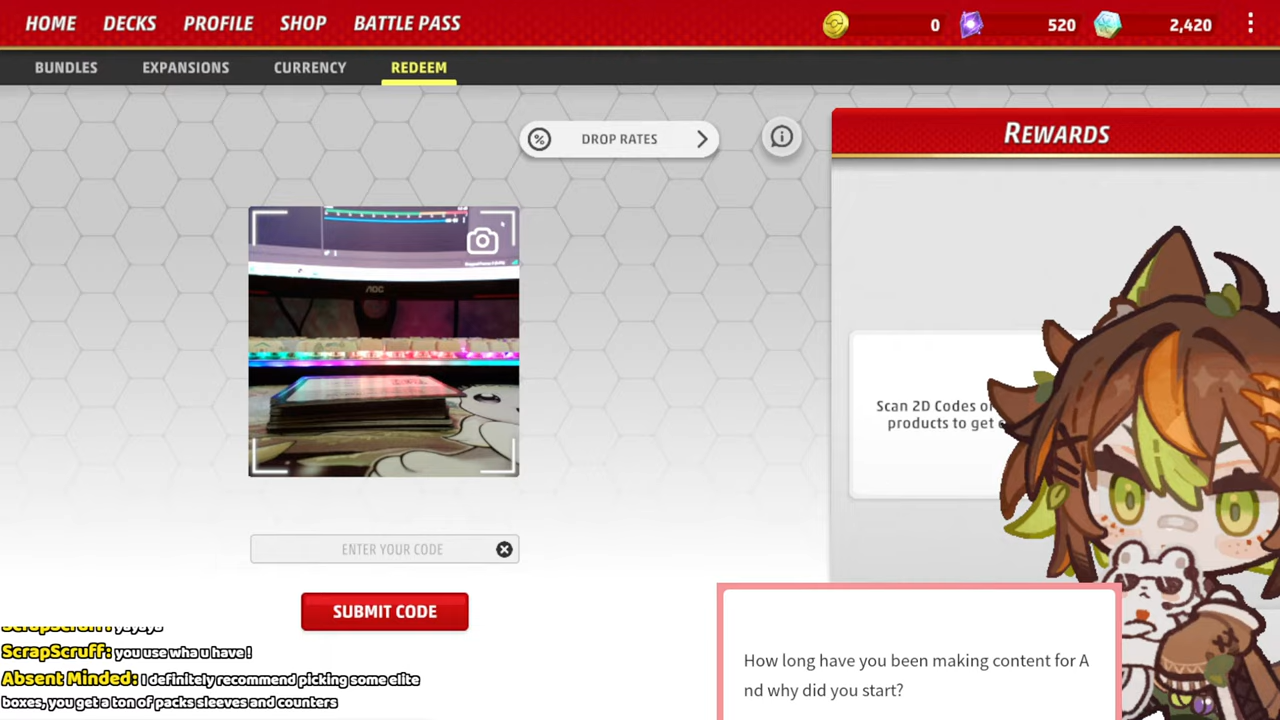 HOME DECKS PROFILE SHOP BATTLE PASS 0 520 2,420
BUNDLES EXPANSIONS CURRENCY REDEEM
DROP RATES
REWARDS
AOC
Scan 2D Codes
products to get
ENTER YOUR CODE
SUBMIT CODE
ScrapScruff: yayaya
ScrapScruff: you use wha u have !
Absent Minded: I definitely recommend picking some elite
boxes, you get a ton of packs sleeves and counters
How long have you been making content for A
nd why did you start?